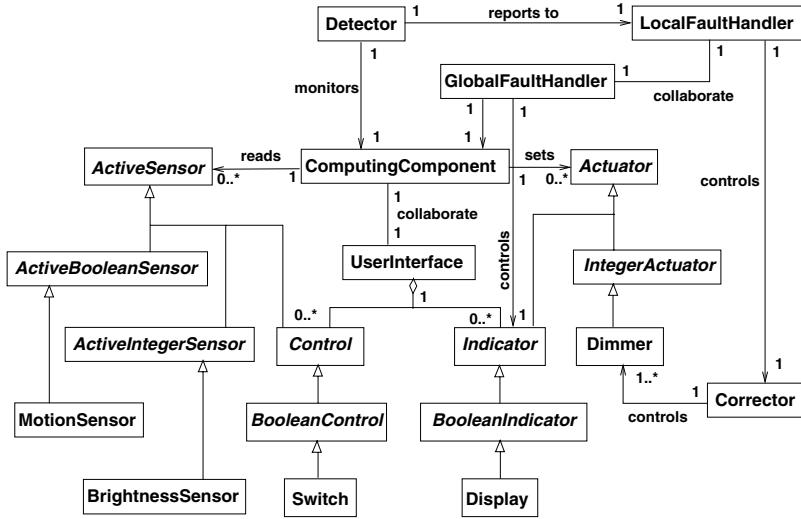 1 reports to 1
Detector
LocalFaultHandler
1 1 1
1
monitors
GlobalFaultHandler
collaborate
1 1
1 1
reads
sets
ActiveSensor
ComputingComponent
Actuator
0..* 1
1 0..*
controls
1
collaborate
1
controls
ActiveBooleanSensor
UserInterface
IntegerActuator
1
0..* 0..* 1
ActiveIntegerSensor
Control
Indicator
Dimmer
1..* 1
1
MotionSensor
BooleanControl
BooleanIndicator
controls
Corrector
BrightnessSensor
Switch
Display